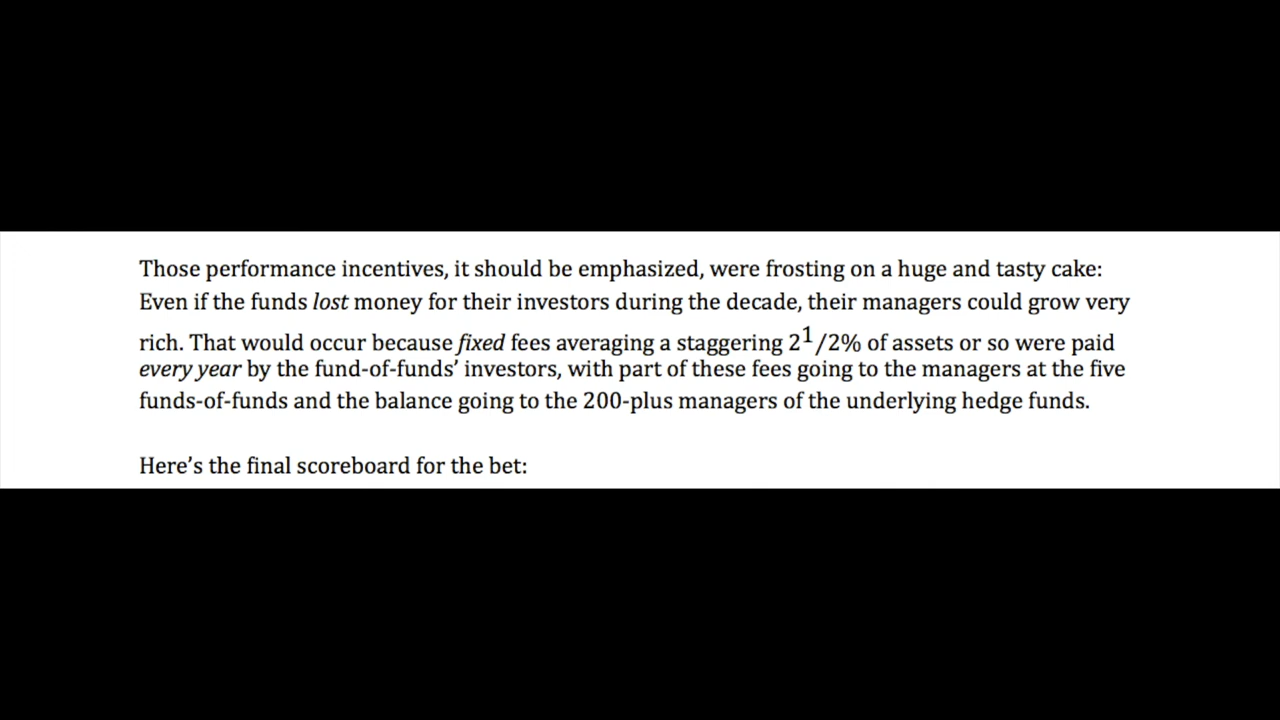 Those performance incentives, it should be emphasized, were frosting on a huge and tasty cake:
Even if the funds lost money for their investors during the decade, their managers could grow very
rich. That would occur because fixed fees averaging a staggering 2¹/2% of assets or so were paid
every year by the fund-of-funds’ investors, with part of these fees going to the managers at the five
funds-of-funds and the balance going to the 200-plus managers of the underlying hedge funds.
Here’s the final scoreboard for the bet: